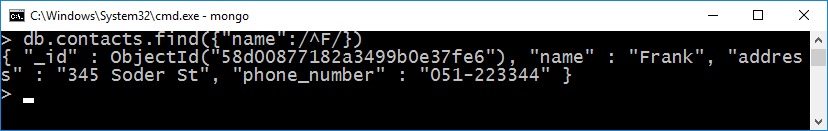 C:\Windows\System32\cmd.exe - mongo
> db.contacts.find({"name":/^F/})
{ "_id" : ObjectId("58d00877182a3499b0e37fe6"), "name" : "Frank", "addres
s" : "345 Soder St", "phone_number" : "051-223344" }
>